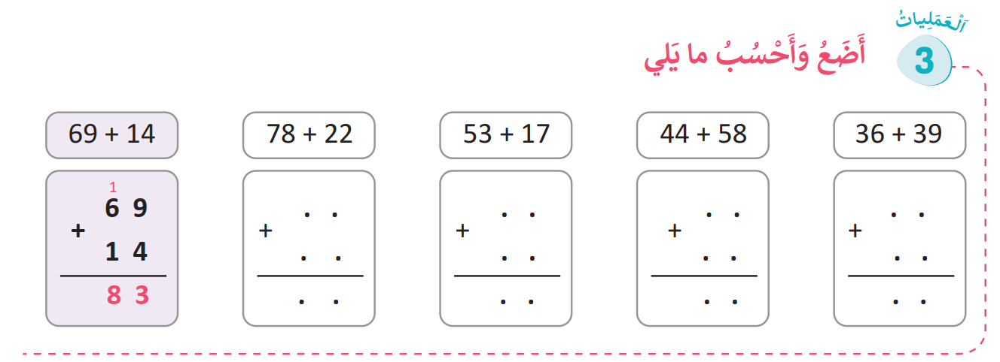 اَلْعَمَلِياتُ
3
أَضَعُ وَأَحْسُبُ ما يَلي
69 + 14 78 + 22 53 + 17 44 + 58 36 + 39
1
6 9 . . . . . . . .
+ + + + +
1 4 . . . . . . . .
8 3 . . . . . . . .